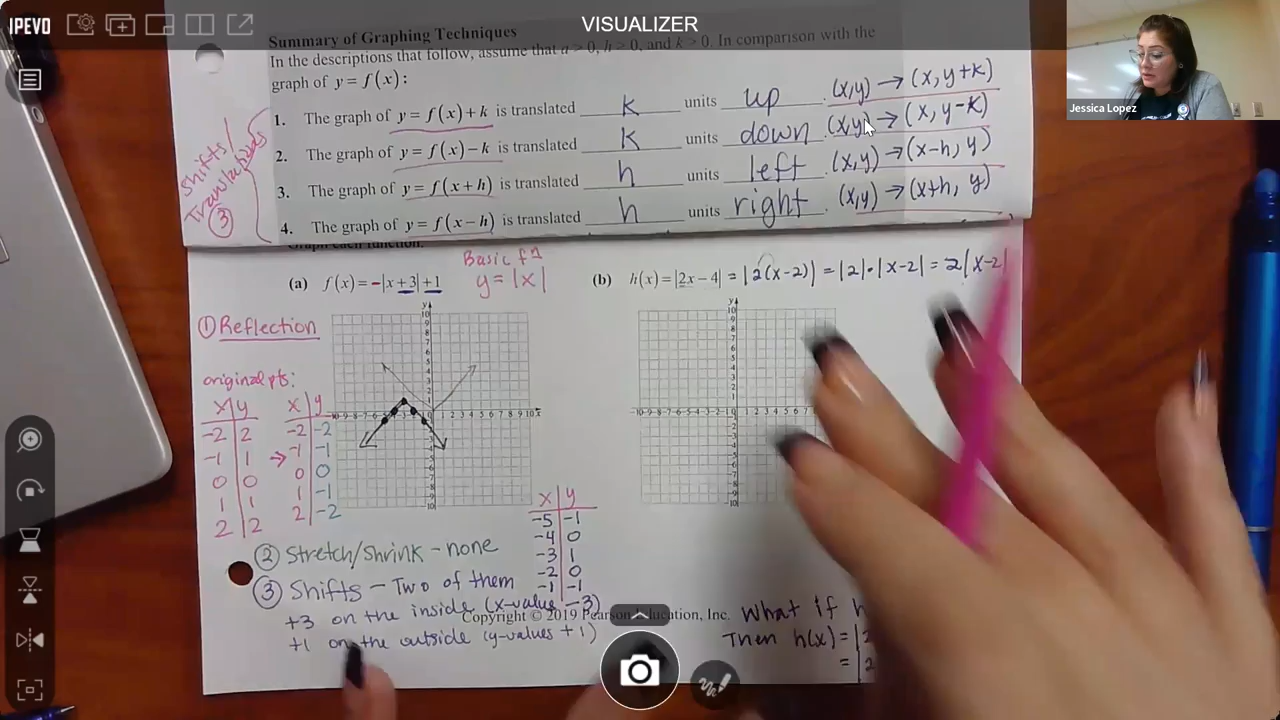 IPEVO
VISUALIZER
Jessica Lopez
Summary of Graphing Techniques
In the descriptions that follow, assume that a > 0, h > 0, and k > 0. In comparison with the
graph of y = f(x):
1. The graph of y = f(x) + k is translated k units up. (x,y) → (x, y+k)
2. The graph of y = f(x) − k is translated k units down. (x,y) → (x, y−k)
3. The graph of y = f(x + h) is translated h units left. (x,y) → (x−h, y)
4. The graph of y = f(x − h) is translated h units right. (x,y) → (x+h, y)
Shifts/
③
Graph each function.
Basic fn
(a) f(x) = −|x + 3| + 1 y = |x|
(b) h(x) = |2x − 4| = |2(x−2)| = |2|•|x−2| = 2|x−2|
① Reflection
original pts:
x y x y
−2 2 −2 −2
−1 1 → −1 −1
0 0 0 0
1 1 1 −1
2 2 2 −2
x y
−5 −1
−4 0
−3 1
−2 0
−1 −1
② Stretch/Shrink − none
③ Shifts − Two of them
+3 on the inside (x-value −3)
+1 on the outside (y-values +1)
Copyright © 2019 Pearson Education, Inc.
What if h
Then h(x) = |2
= |2